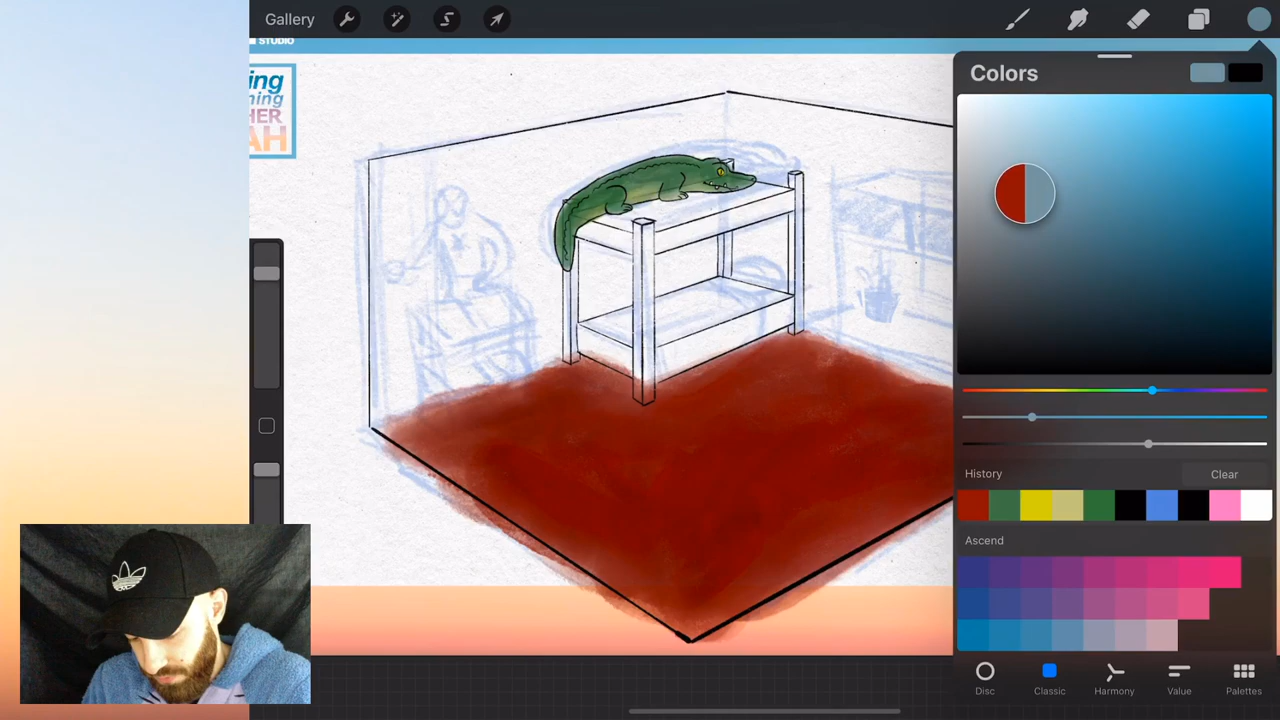 Gallery
STUDIO
ing
ning
HER
AH
Colors
History
Clear
Ascend
Disc
Classic
Harmony
Value
Palettes